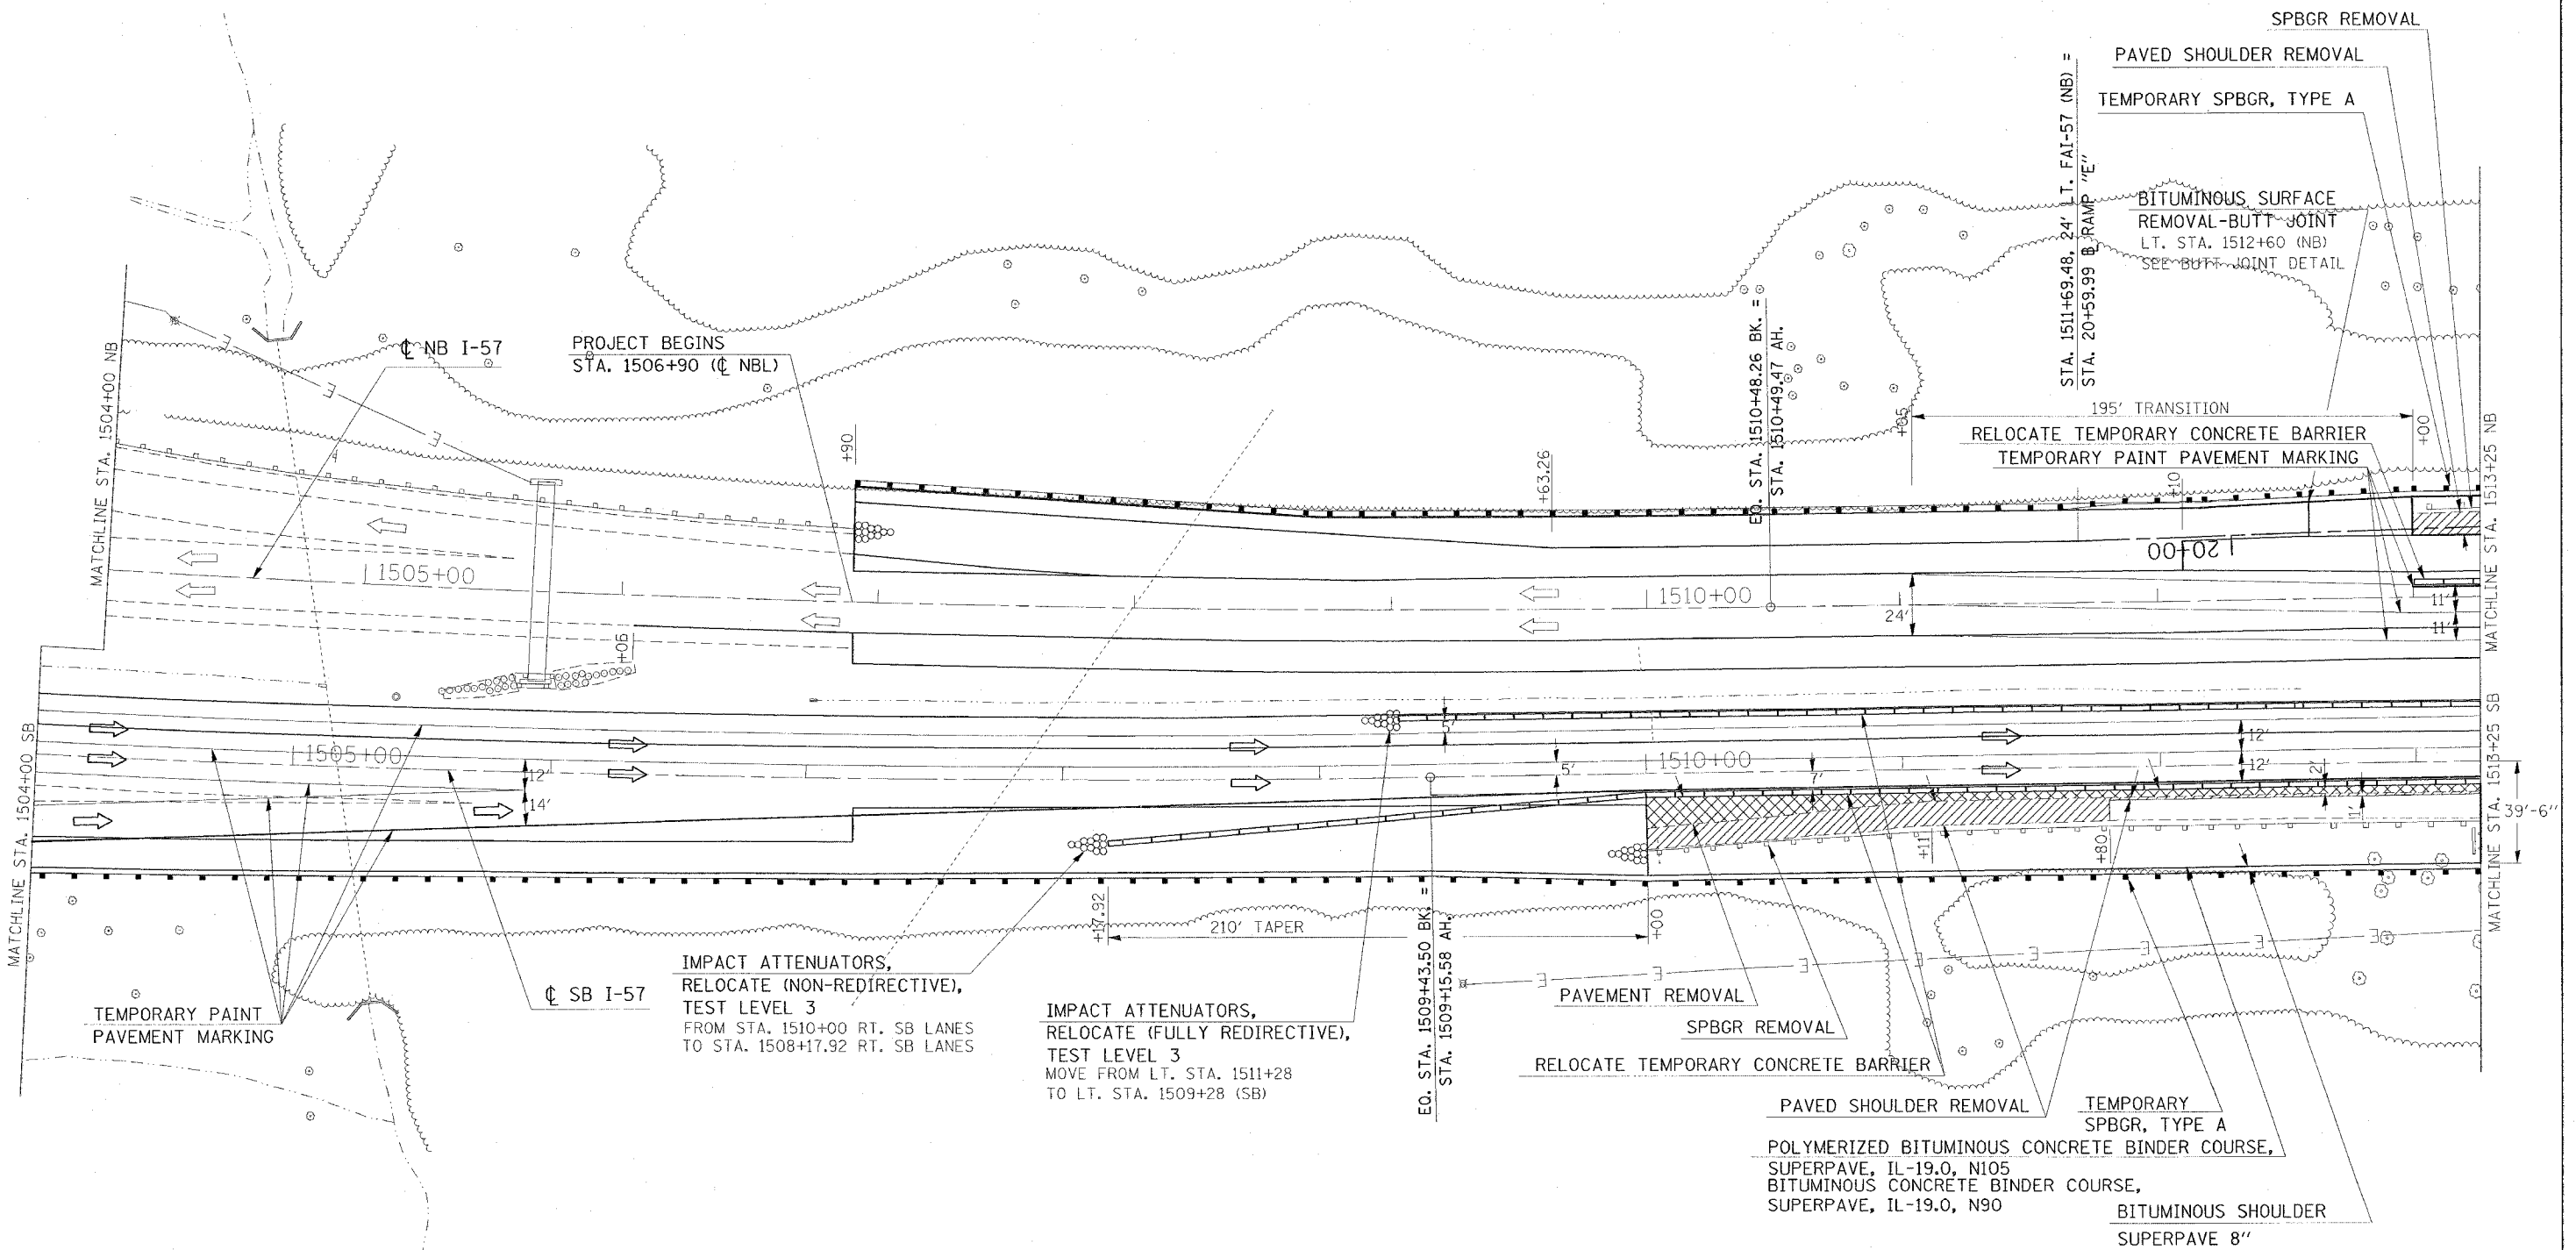 SPBGR REMOVAL
PAVED SHOULDER REMOVAL
TEMPORARY SPBGR, TYPE A
STA. 1511+69.48, 24' LT. FAI-57 (NB) =
STA. 20+59.99 B RAMP "E"
BITUMINOUS SURFACE
REMOVAL-BUTT JOINT
LT. STA. 1512+60 (NB)
SEE BUTT JOINT DETAIL
EQ. STA. 1510+48.26 BK. =
STA. 1510+49.47 AH.
PROJECT BEGINS
STA. 1506+90 (℄ NBL)
℄ NB I-57
MATCHLINE STA. 1504+00 NB
+90
+63.26
+05
195' TRANSITION
+00
RELOCATE TEMPORARY CONCRETE BARRIER
TEMPORARY PAINT PAVEMENT MARKING
+10
20+00
MATCHLINE STA. 1513+25 NB
1505+00
1510+00
24'
11'
11'
+06
MATCHLINE STA. 1504+00 SB
1505+00
12'
14'
5'
5'
1510+00
7'
12'
12'
2'
1'
39'-6"
MATCHLINE STA. 1513+25 SB
+11
+80
+17.92
210' TAPER
+00
EQ. STA. 1509+43.50 BK. =
STA. 1509+15.58 AH.
TEMPORARY PAINT
PAVEMENT MARKING
℄ SB I-57
IMPACT ATTENUATORS,
RELOCATE (NON-REDIRECTIVE),
TEST LEVEL 3
FROM STA. 1510+00 RT. SB LANES
TO STA. 1508+17.92 RT. SB LANES
IMPACT ATTENUATORS,
RELOCATE (FULLY REDIRECTIVE),
TEST LEVEL 3
MOVE FROM LT. STA. 1511+28
TO LT. STA. 1509+28 (SB)
PAVEMENT REMOVAL
SPBGR REMOVAL
RELOCATE TEMPORARY CONCRETE BARRIER
PAVED SHOULDER REMOVAL
TEMPORARY
SPBGR, TYPE A
POLYMERIZED BITUMINOUS CONCRETE BINDER COURSE,
SUPERPAVE, IL-19.0, N105
BITUMINOUS CONCRETE BINDER COURSE,
SUPERPAVE, IL-19.0, N90
BITUMINOUS SHOULDER
SUPERPAVE 8"